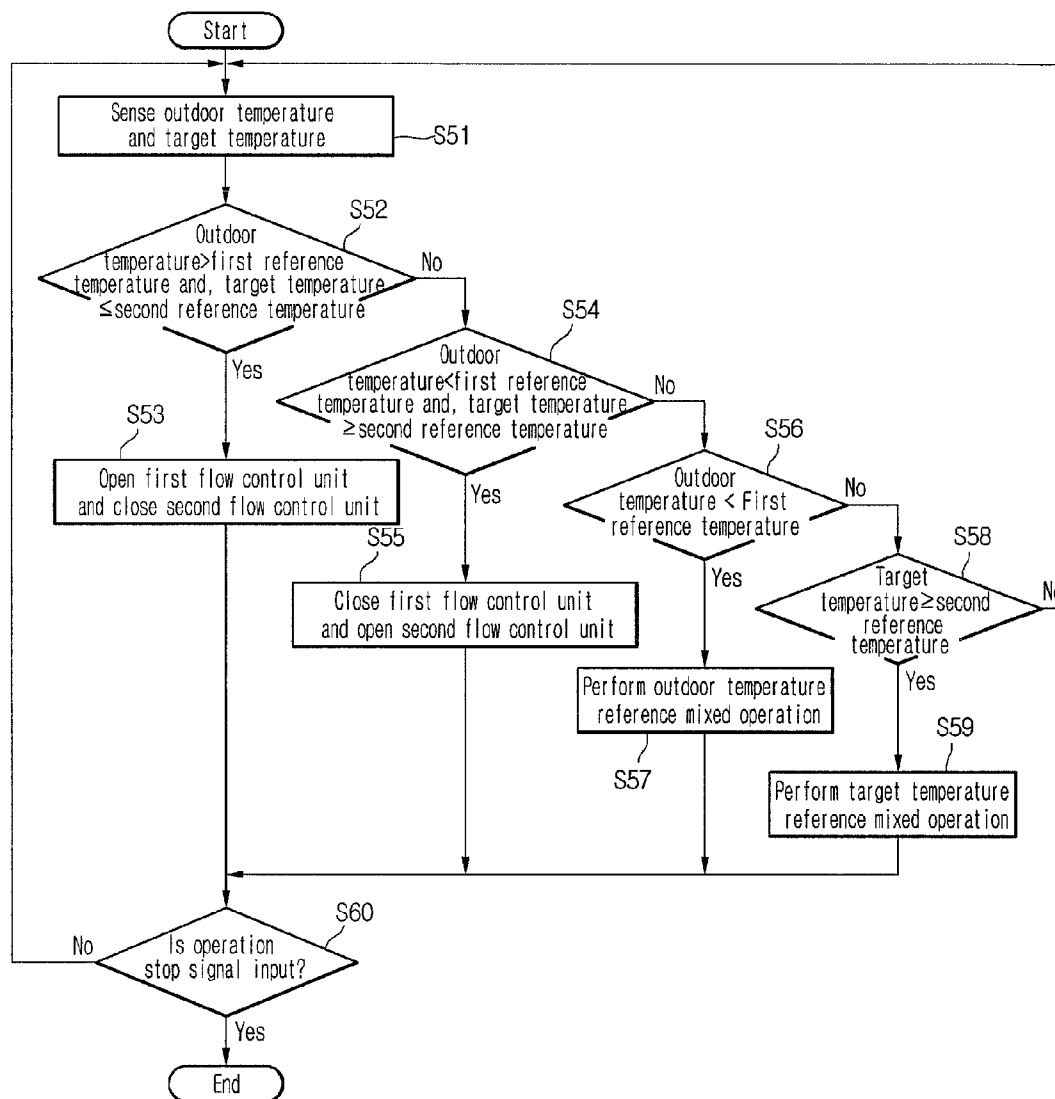 Start
Sense outdoor temperature
and target temperature
S51
S52
Outdoor
temperature>first reference
temperature and, target temperature
≤second reference temperature
No
Yes
S54
Outdoor
temperature<first reference
temperature and, target temperature
≥second reference temperature
No
Yes
S53
Open first flow control unit
and close second flow control unit
S56
Outdoor
temperature < First
reference temperature
No
Yes
S55
Close first flow control unit
and open second flow control unit
S58
Target
temperature≥second
reference
temperature
No
Yes
Perform outdoor temperature
reference mixed operation
S57
S59
Perform target temperature
reference mixed operation
S60
Is operation
stop signal input?
No
Yes
End